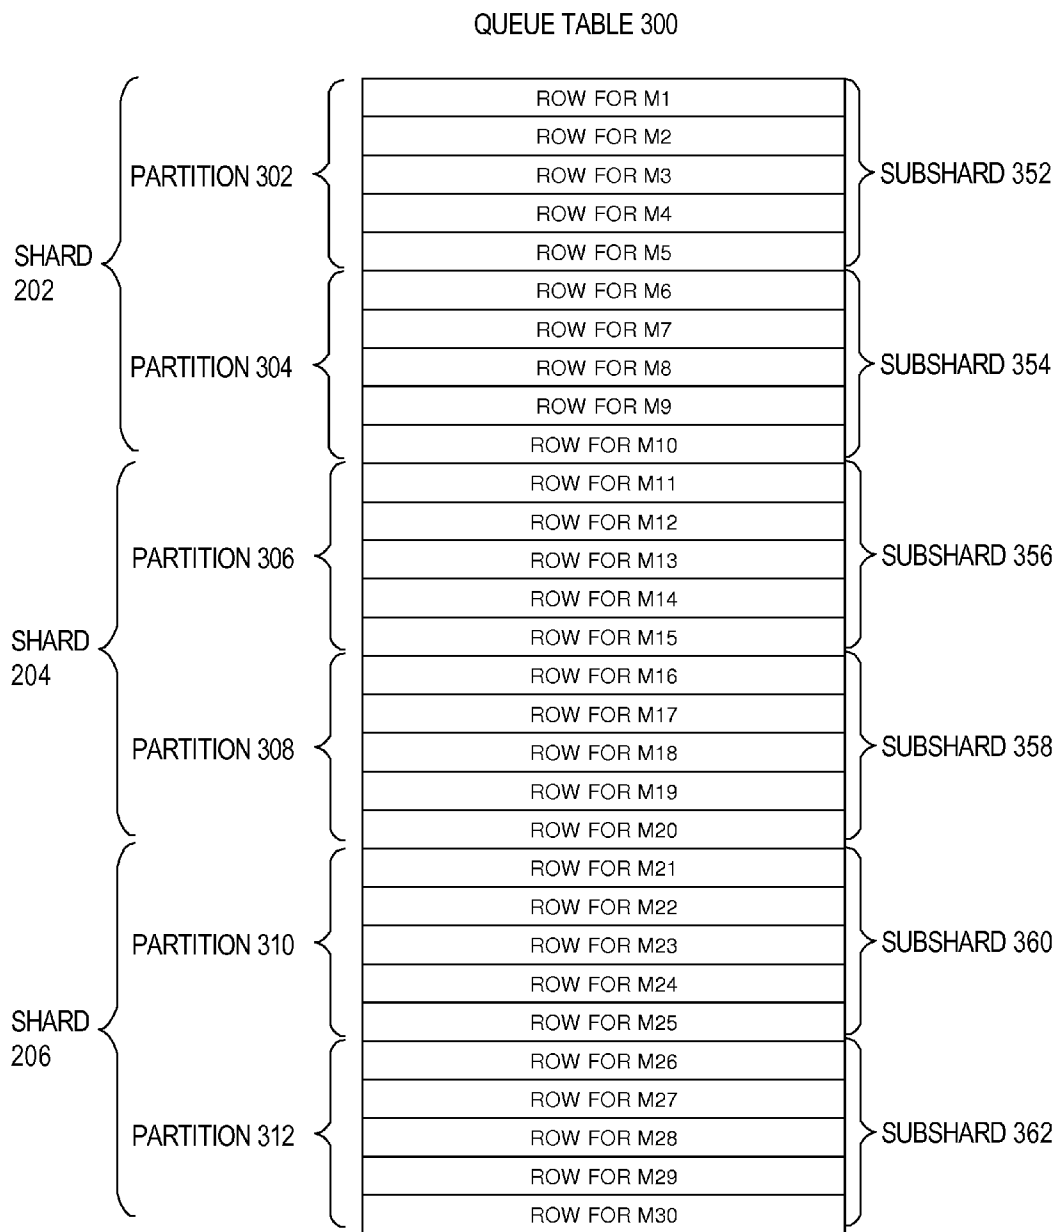 QUEUE TABLE 300
ROW FOR M1
ROW FOR M2
PARTITION 302
ROW FOR M3
SUBSHARD 352
ROW FOR M4
ROW FOR M5
SHARD
202
ROW FOR M6
ROW FOR M7
PARTITION 304
ROW FOR M8
SUBSHARD 354
ROW FOR M9
ROW FOR M10
ROW FOR M11
ROW FOR M12
PARTITION 306
ROW FOR M13
SUBSHARD 356
ROW FOR M14
ROW FOR M15
SHARD
204
ROW FOR M16
ROW FOR M17
PARTITION 308
ROW FOR M18
SUBSHARD 358
ROW FOR M19
ROW FOR M20
ROW FOR M21
ROW FOR M22
PARTITION 310
ROW FOR M23
SUBSHARD 360
ROW FOR M24
ROW FOR M25
SHARD
206
ROW FOR M26
ROW FOR M27
PARTITION 312
ROW FOR M28
SUBSHARD 362
ROW FOR M29
ROW FOR M30